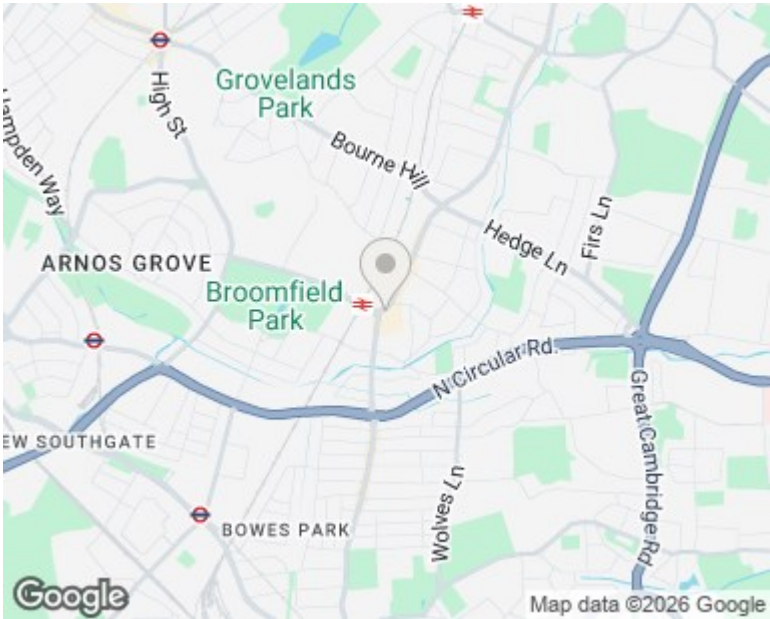 Grovelands
Park
High St
Hampden Way
Bourne Hill
Firs Ln
Hedge Ln
ARNOS GROVE
Broomfield
Park
N Circular Rd.
Great Cambridge Rd
EW SOUTHGATE
Wolves Ln
BOWES PARK
Google
Map data ©2026 Google